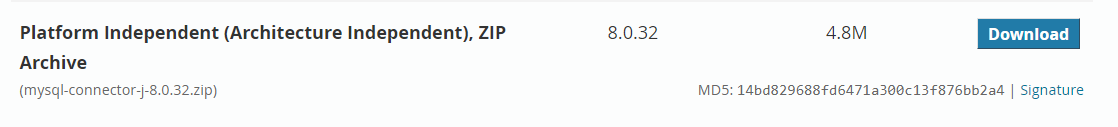 Platform Independent (Architecture Independent), ZIP 8.0.32 4.8M Download
Archive
(mysql-connector-j-8.0.32.zip) MD5: 14bd829688fd6471a300c13f876bb2a4 | Signature